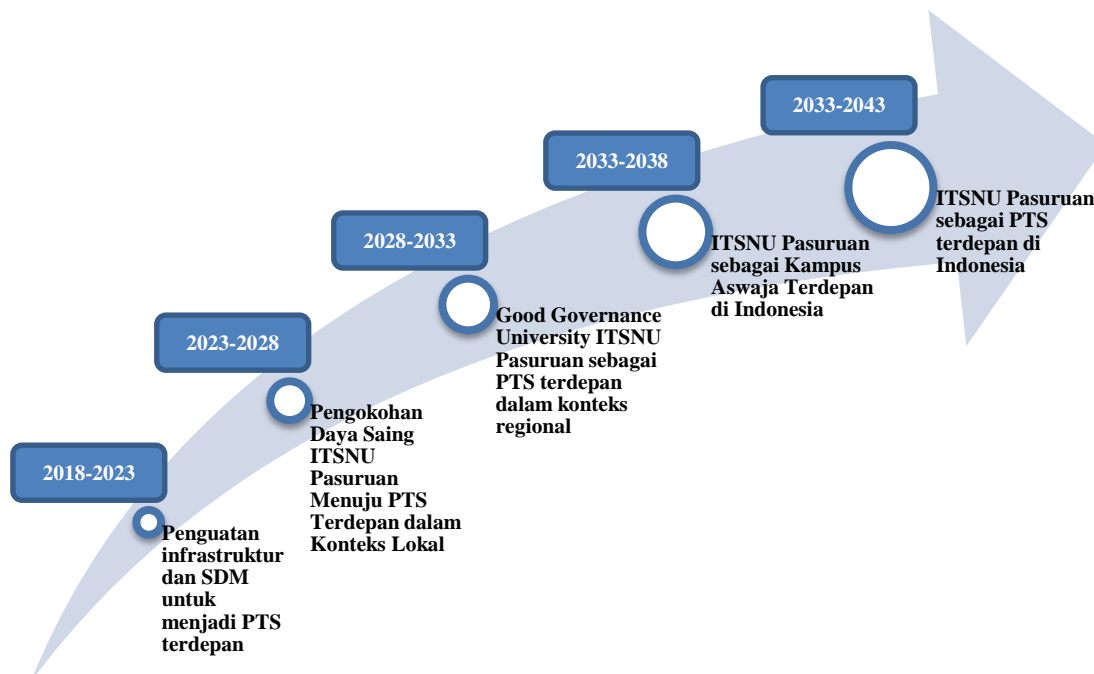 2018-2023
Penguatan
infrastruktur
dan SDM
untuk
menjadi PTS
terdepan
2023-2028
Pengokohan
Daya Saing
ITSNU
Pasuruan
Menuju PTS
Terdepan dalam
Konteks Lokal
2028-2033
Good Governance
University ITSNU
Pasuruan sebagai
PTS terdepan
dalam konteks
regional
2033-2038
ITSNU Pasuruan
sebagai Kampus
Aswaja Terdepan
di Indonesia
2033-2043
ITSNU Pasuruan
sebagai PTS
terdepan di
Indonesia